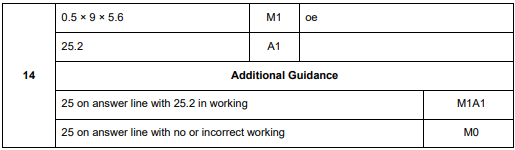 0.5 × 9 × 5.6 M1 oe
25.2 A1
14
Additional Guidance
25 on answer line with 25.2 in working M1A1
25 on answer line with no or incorrect working M0